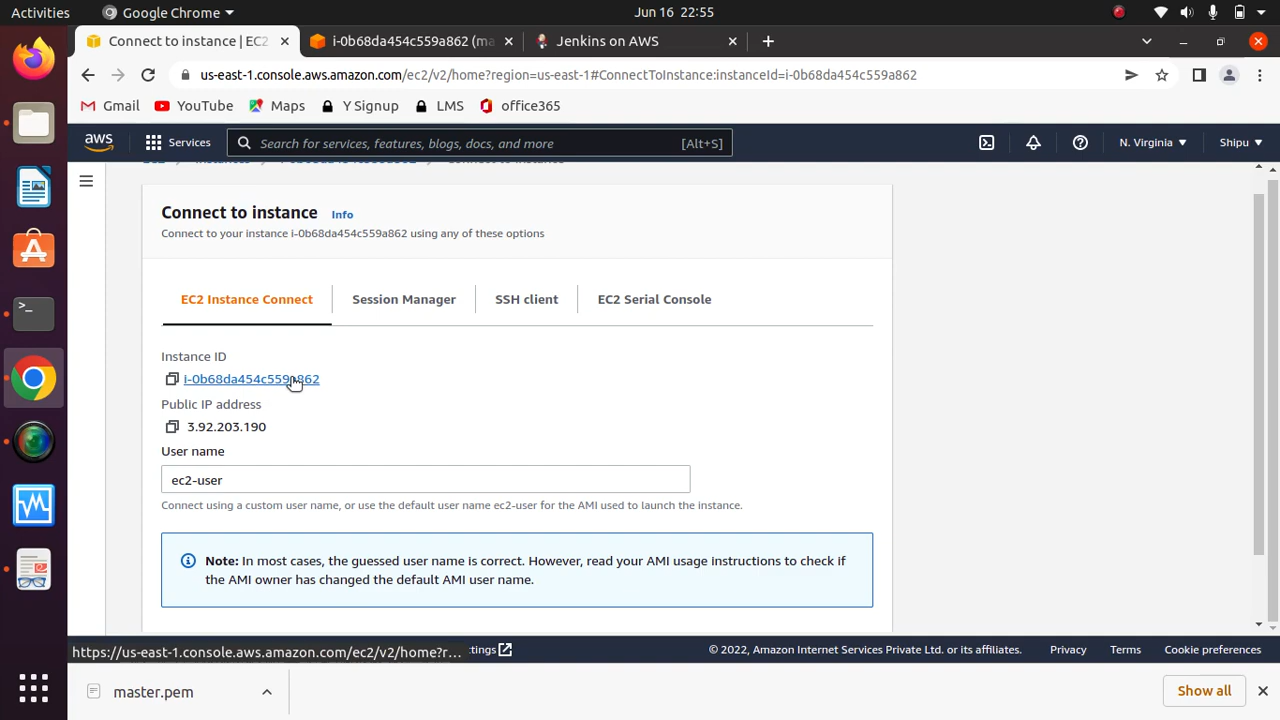 Activities
Google Chrome
Jun 16 22:55
Connect to instance | EC2
i-0b68da454c559a862 (ma
Jenkins on AWS
us-east-1.console.aws.amazon.com/ec2/v2/home?region=us-east-1#ConnectToInstance:instanceId=i-0b68da454c559a862
Gmail
YouTube
Maps
Y Signup
LMS
office365
aws
Services
Search for services, features, blogs, docs, and more
[Alt+S]
N. Virginia
Shipu
Connect to instance
Info
Connect to your instance i-0b68da454c559a862 using any of these options
EC2 Instance Connect
Session Manager
SSH client
EC2 Serial Console
Instance ID
i-0b68da454c559a862
Public IP address
3.92.203.190
User name
ec2-user
Connect using a custom user name, or use the default user name ec2-user for the AMI used to launch the instance.
Note: In most cases, the guessed user name is correct. However, read your AMI usage instructions to check if
the AMI owner has changed the default AMI user name.
https://us-east-1.console.aws.amazon.com/ec2/v2/home?r...
ttings
© 2022, Amazon Internet Services Private Ltd. or its affiliates.
Privacy
Terms
Cookie preferences
master.pem
Show all